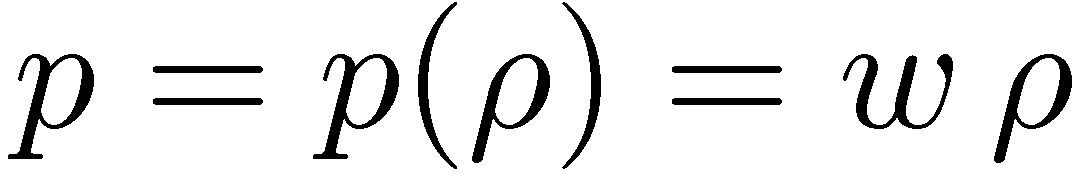 p = p(ρ) = w ρ